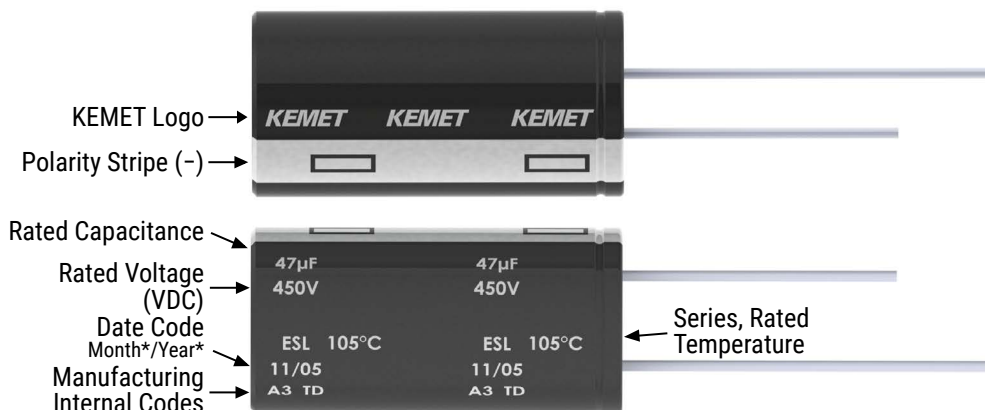 KEMET Logo
KEMET KEMET KEMET
Polarity Stripe (−)
Rated Capacitance
47µF 47µF
Rated Voltage
(VDC)
450V 450V
Date Code
Month*/Year*
ESL 105°C ESL 105°C
11/05 11/05
Manufacturing
Internal Codes
A3 TD A3 TD
Series, Rated
Temperature